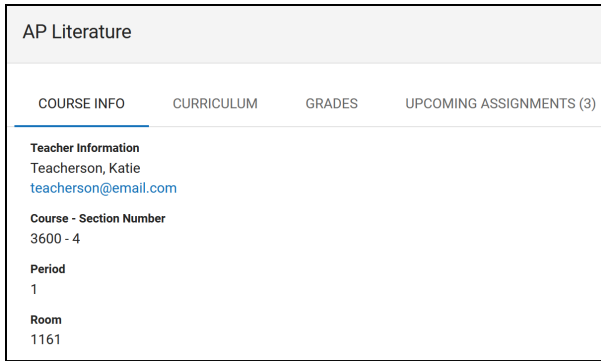 AP Literature
COURSE INFO CURRICULUM GRADES UPCOMING ASSIGNMENTS (3)
Teacher Information
Teacherson, Katie
teacherson@email.com
Course - Section Number
3600 - 4
Period
1
Room
1161